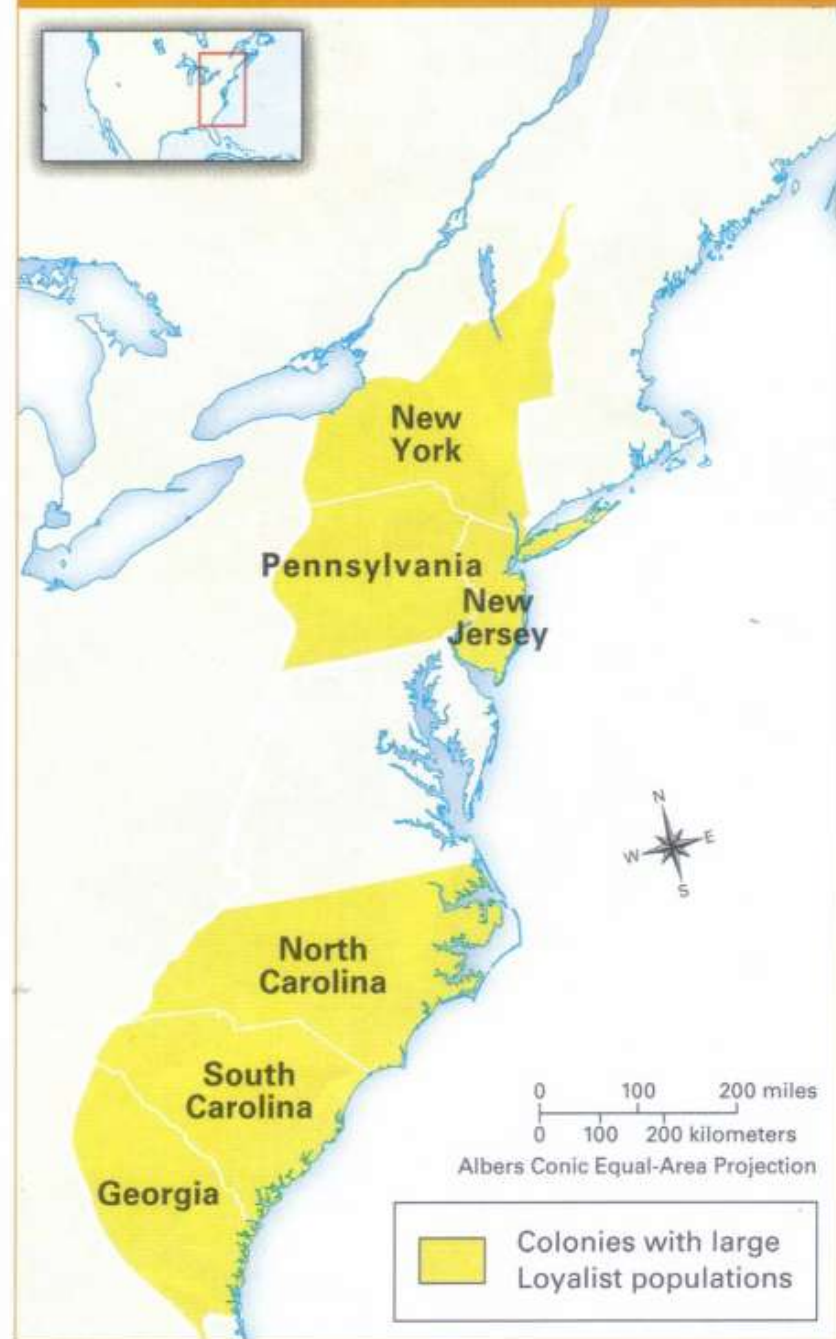 New
York
Pennsylvania
New
Jersey
N
W E
S
North
Carolina
South
Carolina
Georgia
0 100 200 miles
0 100 200 kilometers
Albers Conic Equal-Area Projection
Colonies with large
Loyalist populations